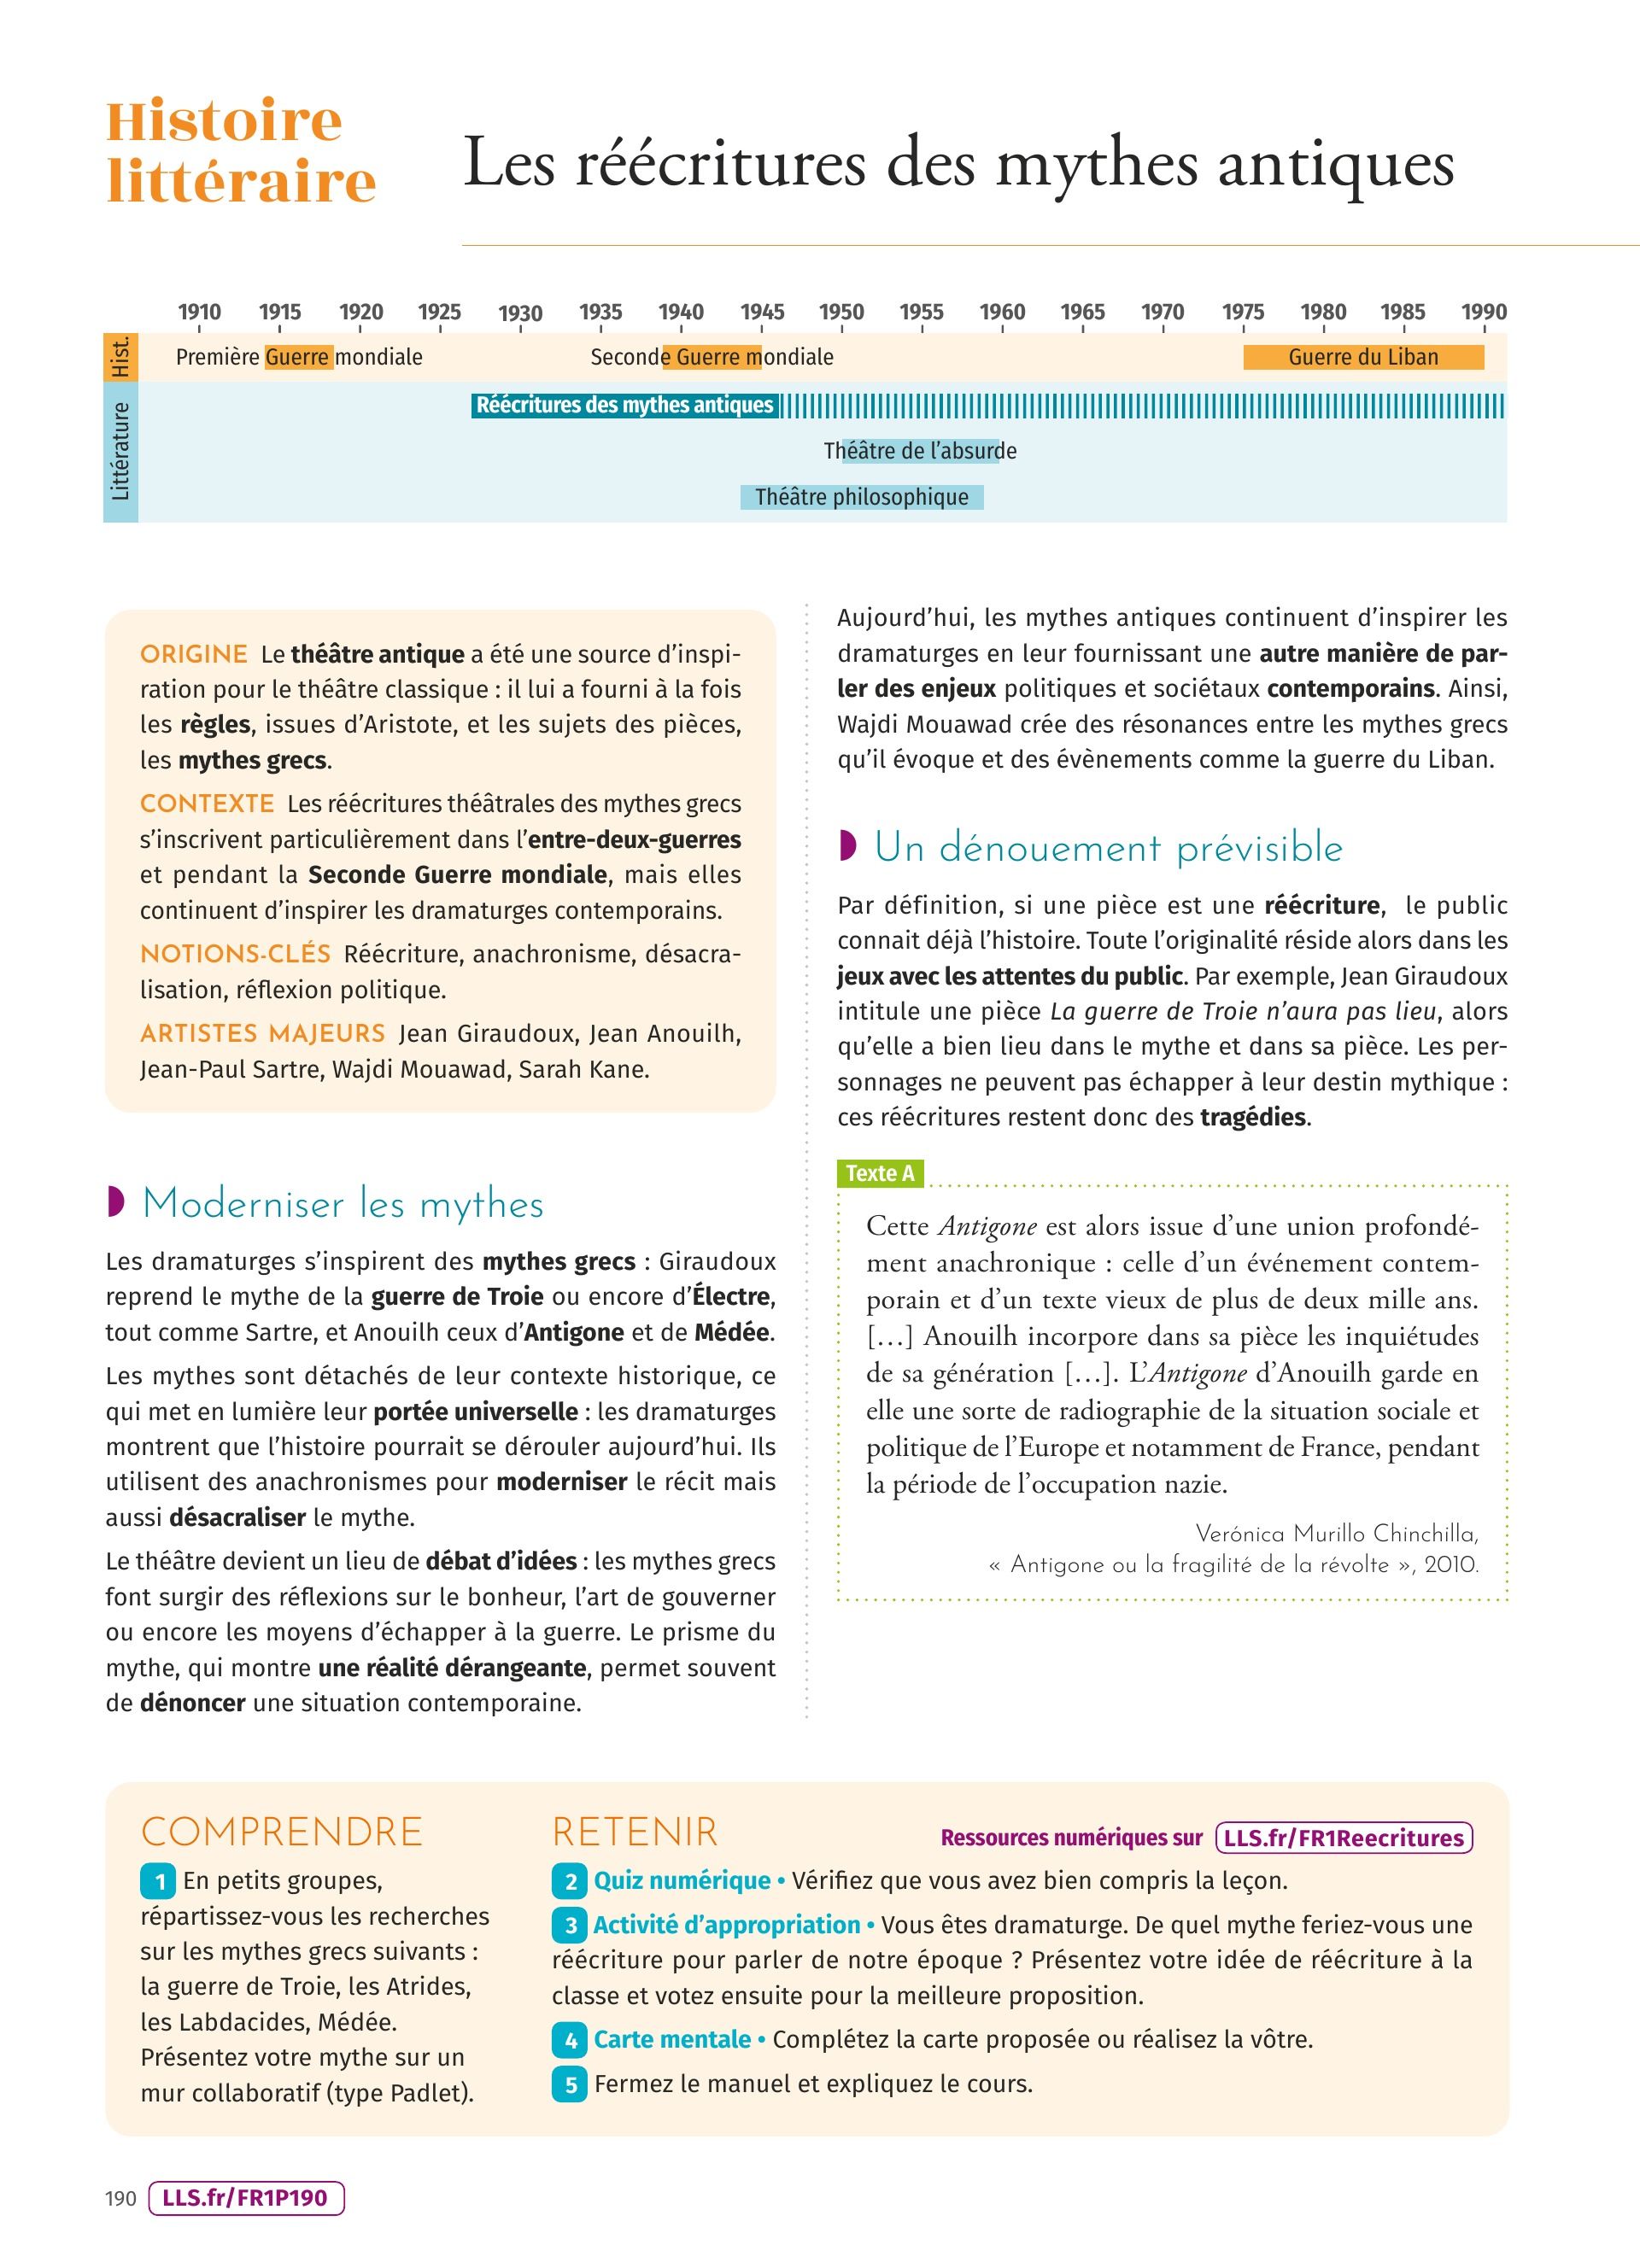 Histoire
littéraire
Les réécritures des mythes antiques
1910 1915 1920 1925 1930 1935 1940 1945 1950 1955 1960 1965 1970 1975 1980 1985 1990
Hist.
Première Guerre mondiale Seconde Guerre mondiale Guerre du Liban
Littérature
Réécritures des mythes antiques
Théâtre de l’absurde
Théâtre philosophique
ORIGINE Le théâtre antique a été une source d’inspi-
ration pour le théâtre classique : il lui a fourni à la fois
les règles, issues d’Aristote, et les sujets des pièces,
les mythes grecs.
CONTEXTE Les réécritures théâtrales des mythes grecs
s’inscrivent particulièrement dans l’entre-deux-guerres
et pendant la Seconde Guerre mondiale, mais elles
continuent d’inspirer les dramaturges contemporains.
NOTIONS-CLÉS Réécriture, anachronisme, désacra-
lisation, réflexion politique.
ARTISTES MAJEURS Jean Giraudoux, Jean Anouilh,
Jean-Paul Sartre, Wajdi Mouawad, Sarah Kane.
Moderniser les mythes
Les dramaturges s’inspirent des mythes grecs : Giraudoux
reprend le mythe de la guerre de Troie ou encore d’Électre,
tout comme Sartre, et Anouilh ceux d’Antigone et de Médée.
Les mythes sont détachés de leur contexte historique, ce
qui met en lumière leur portée universelle : les dramaturges
montrent que l’histoire pourrait se dérouler aujourd’hui. Ils
utilisent des anachronismes pour moderniser le récit mais
aussi désacraliser le mythe.
Le théâtre devient un lieu de débat d’idées : les mythes grecs
font surgir des réflexions sur le bonheur, l’art de gouverner
ou encore les moyens d’échapper à la guerre. Le prisme du
mythe, qui montre une réalité dérangeante, permet souvent
de dénoncer une situation contemporaine.
Aujourd’hui, les mythes antiques continuent d’inspirer les
dramaturges en leur fournissant une autre manière de par-
ler des enjeux politiques et sociétaux contemporains. Ainsi,
Wajdi Mouawad crée des résonances entre les mythes grecs
qu’il évoque et des évènements comme la guerre du Liban.
Un dénouement prévisible
Par définition, si une pièce est une réécriture, le public
connait déjà l’histoire. Toute l’originalité réside alors dans les
jeux avec les attentes du public. Par exemple, Jean Giraudoux
intitule une pièce La guerre de Troie n’aura pas lieu, alors
qu’elle a bien lieu dans le mythe et dans sa pièce. Les per-
sonnages ne peuvent pas échapper à leur destin mythique :
ces réécritures restent donc des tragédies.
Texte A
Cette Antigone est alors issue d’une union profondé-
ment anachronique : celle d’un événement contem-
porain et d’un texte vieux de plus de deux mille ans.
[…] Anouilh incorpore dans sa pièce les inquiétudes
de sa génération […]. L’Antigone d’Anouilh garde en
elle une sorte de radiographie de la situation sociale et
politique de l’Europe et notamment de France, pendant
la période de l’occupation nazie.
Verónica Murillo Chinchilla,
« Antigone ou la fragilité de la révolte », 2010.
COMPRENDRE
1 En petits groupes,
répartissez-vous les recherches
sur les mythes grecs suivants :
la guerre de Troie, les Atrides,
les Labdacides, Médée.
Présentez votre mythe sur un
mur collaboratif (type Padlet).
RETENIR
Ressources numériques sur LLS.fr/FR1Reecritures
2 Quiz numérique • Vérifiez que vous avez bien compris la leçon.
3 Activité d’appropriation • Vous êtes dramaturge. De quel mythe feriez-vous une
réécriture pour parler de notre époque ? Présentez votre idée de réécriture à la
classe et votez ensuite pour la meilleure proposition.
4 Carte mentale • Complétez la carte proposée ou réalisez la vôtre.
5 Fermez le manuel et expliquez le cours.
190 LLS.fr/FR1P190